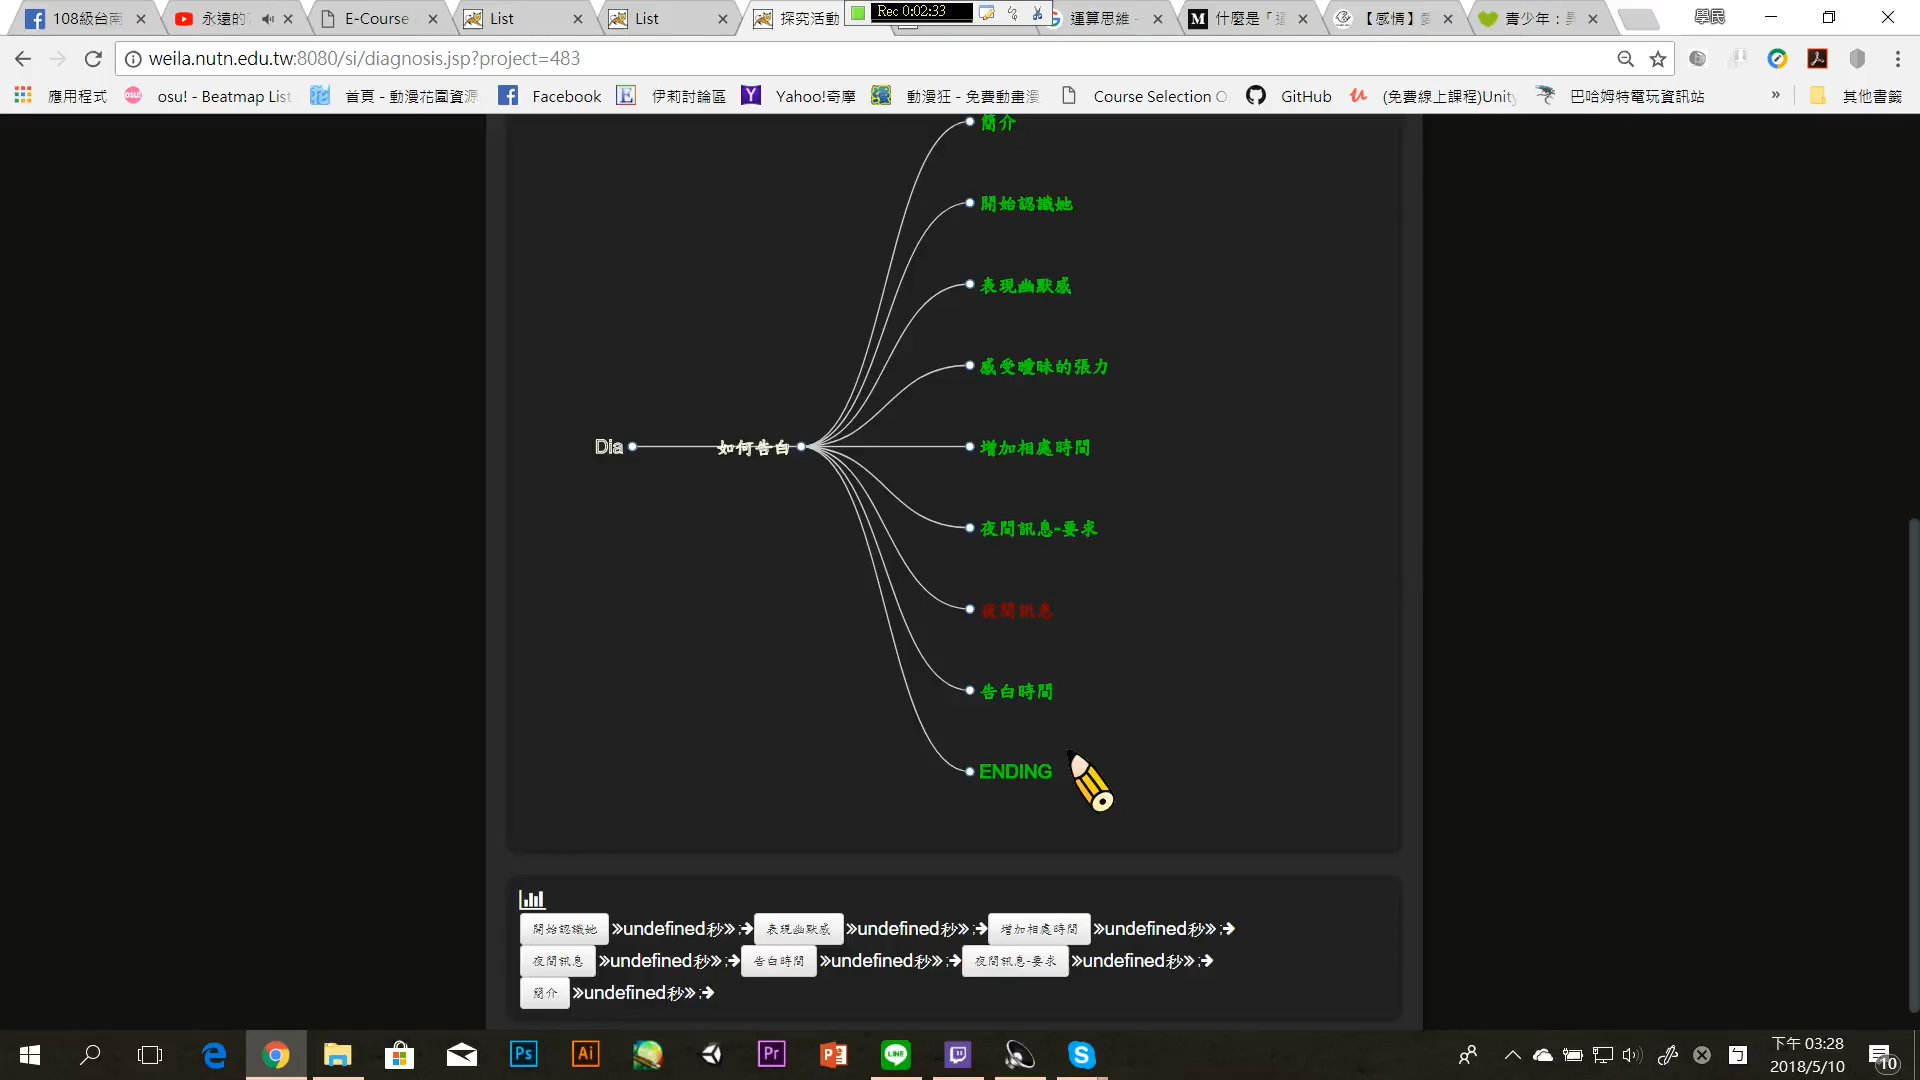 108級台南
永遠的
E-Course
List
List
探究活動
Rec 0:02:33
運算思維 -
M 什麼是「
【感情】
青少年：
學民
weila.nutn.edu.tw:8080/si/diagnosis.jsp?project=483
應用程式
osu! - Beatmap List
首頁 - 動漫花園資源
Facebook
伊莉討論區
Yahoo!奇摩
動漫狂 - 免費動畫漫
Course Selection O
GitHub
(免費線上課程)Unity
巴哈姆特電玩資訊站
»
其他書籤
簡介
開始認識她
表現幽默感
感受曖昧的張力
Dia
如何告白
增加相處時間
夜間訊息-要求
夜間訊息
告白時間
ENDING
開始認識她 »undefined秒» ;→ 表現幽默感 »undefined秒» ;→ 增加相處時間 »undefined秒» ;→
夜間訊息 »undefined秒» ;→ 告白時間 »undefined秒» ;→ 夜間訊息-要求 »undefined秒» ;→
簡介 »undefined秒» ;→
Ps
Ai
Pr
LINE
下午 03:28
2018/5/10
10